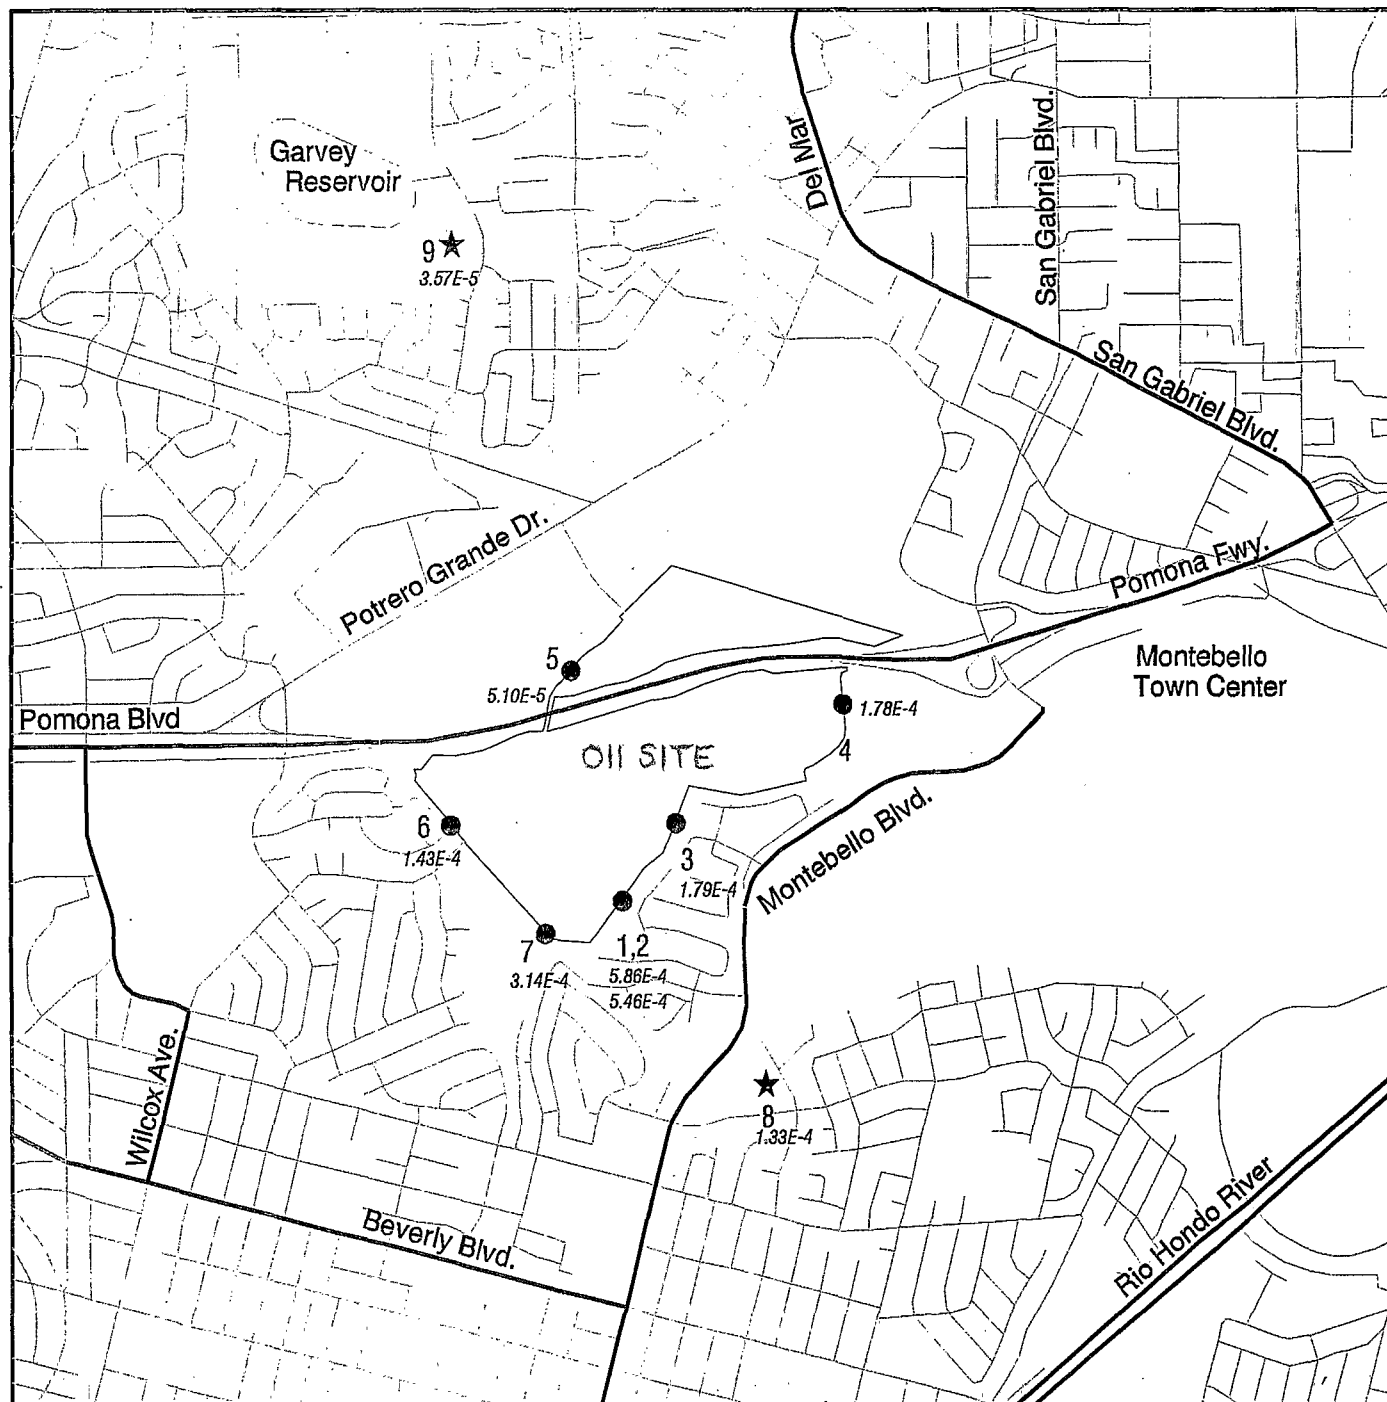 Del Mar
San Gabriel Blvd.
Garvey
Reservoir
9
3.57E-5
San Gabriel Blvd.
Potrero Grande Dr.
Pomona Fwy.
5
5.10E-5
Montebello
Town Center
Pomona Blvd
1.78E-4
4
OII SITE
6
1.43E-4
3
1.79E-4
Montebello Blvd.
7
3.14E-4
1,2
5.86E-4
5.46E-4
Wilcox Ave.
8
1.33E-4
Beverly Blvd.
Rio Hondo River